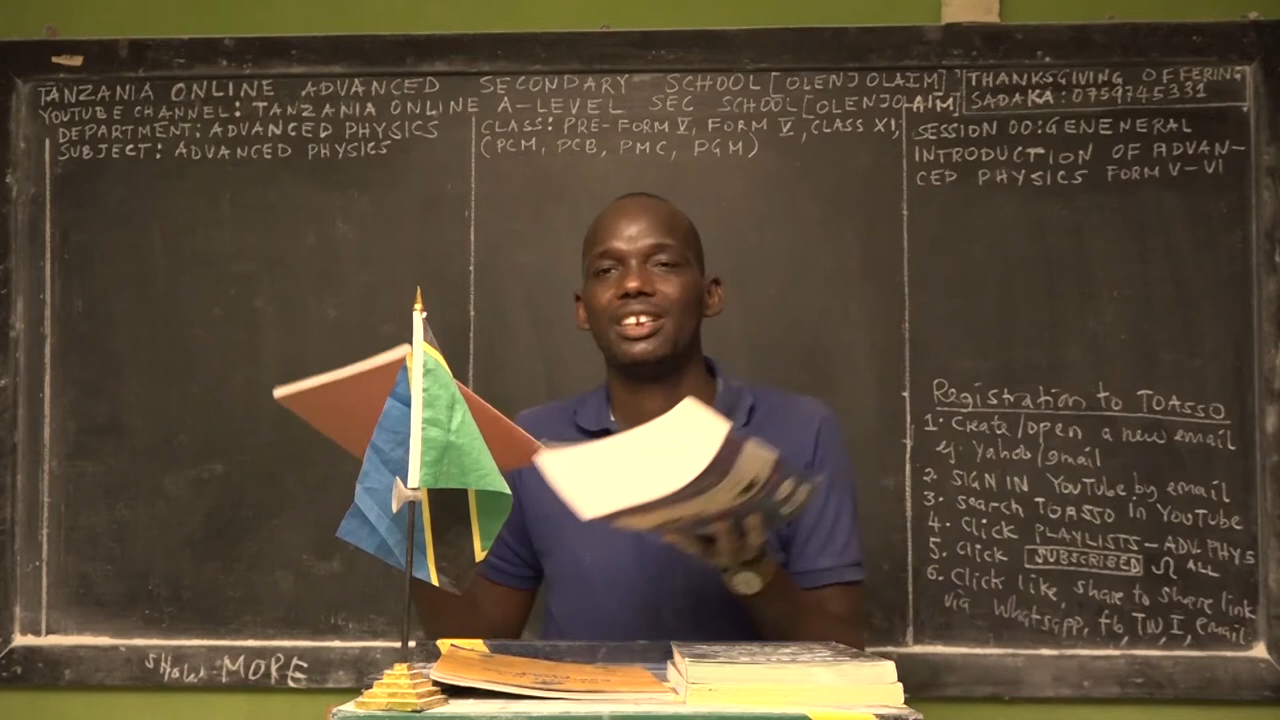 TANZANIA ONLINE ADVANCED SECONDARY SCHOOL [OLENJOLAIM]
YOUTUBE CHANNEL: TANZANIA ONLINE A-LEVEL SEC SCHOOL [OLENJOLAIM]
DEPARTMENT: ADVANCED PHYSICS
SUBJECT: ADVANCED PHYSICS
CLASS: PRE-FORM V, FORM V, CLASS XI,
(PCM, PCB, PMC, PGM)
THANKSGIVING OFFERING
SADAKA: 0759745331
SESSION 00: GENENERAL
INTRODUCTION OF ADVAN-
CED PHYSICS FORM V-VI
Registration to TOASSO
1. Create/open a new email
eg. Yahoo/gmail
2. SIGN IN YouTube by email
3. Search TOASSO in YouTube
4. Click PLAYLISTS-ADV. PHYS
5. Click SUBSCRIBED ALL
6. Click like, share to share link
via Whatsapp, fb, TW, I, email
MORE